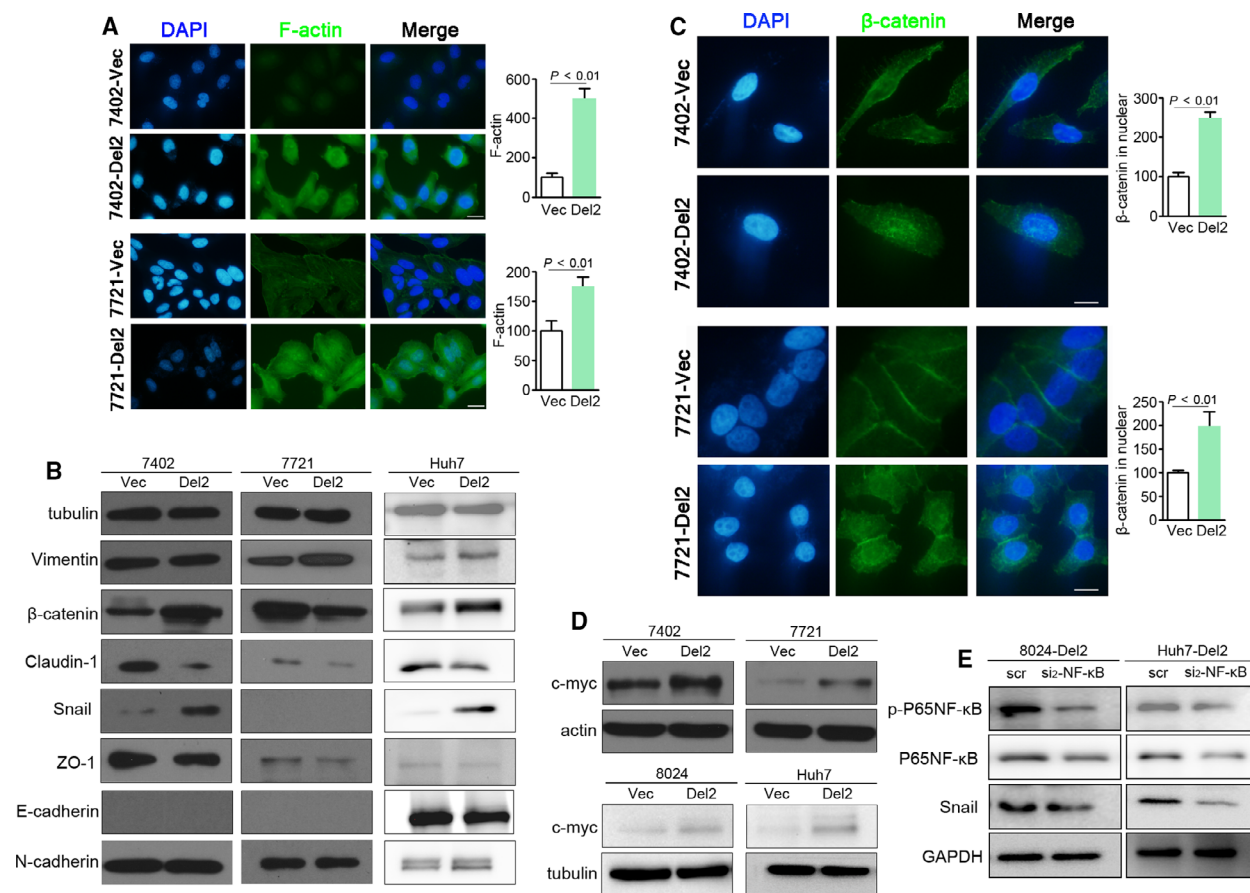 A
DAPI F-actin Merge
7402-Vec
7402-Del2
7721-Vec
7721-Del2
600
400
200
0
F-actin
P < 0.01
Vec Del2
200
150
100
50
0
F-actin
P < 0.01
Vec Del2
B
7402 7721 Huh7
Vec Del2 Vec Del2 Vec Del2
tubulin
Vimentin
β-catenin
Claudin-1
Snail
ZO-1
E-cadherin
N-cadherin
C
DAPI β-catenin Merge
7402-Vec
7402-Del2
7721-Vec
7721-Del2
300
200
100
0
β-catenin in nuclear
P < 0.01
Vec Del2
250
200
150
100
50
0
β-catenin in nuclear
P < 0.01
Vec Del2
D
7402 7721
Vec Del2 Vec Del2
c-myc
actin
8024 Huh7
Vec Del2 Vec Del2
c-myc
tubulin
E
8024-Del2 Huh7-Del2
scr si₂-NF-κB scr si₂-NF-κB
p-P65NF-κB
P65NF-κB
Snail
GAPDH